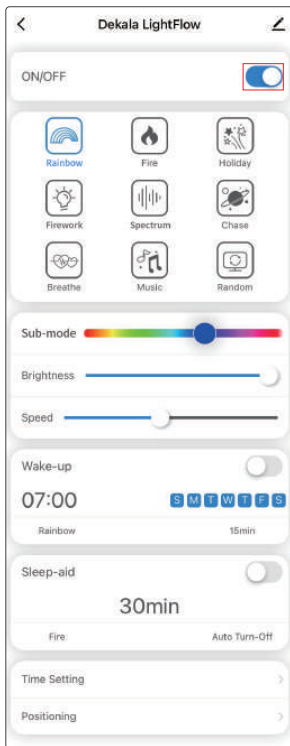 Dekala LightFlow
ON/OFF
Rainbow Fire Holiday
Firework Spectrum Chase
Breathe Music Random
Sub-mode
Brightness
Speed
Wake-up
07:00 S M T W T F S
Rainbow 15min
Sleep-aid
30min
Fire Auto Turn-Off
Time Setting
Positioning